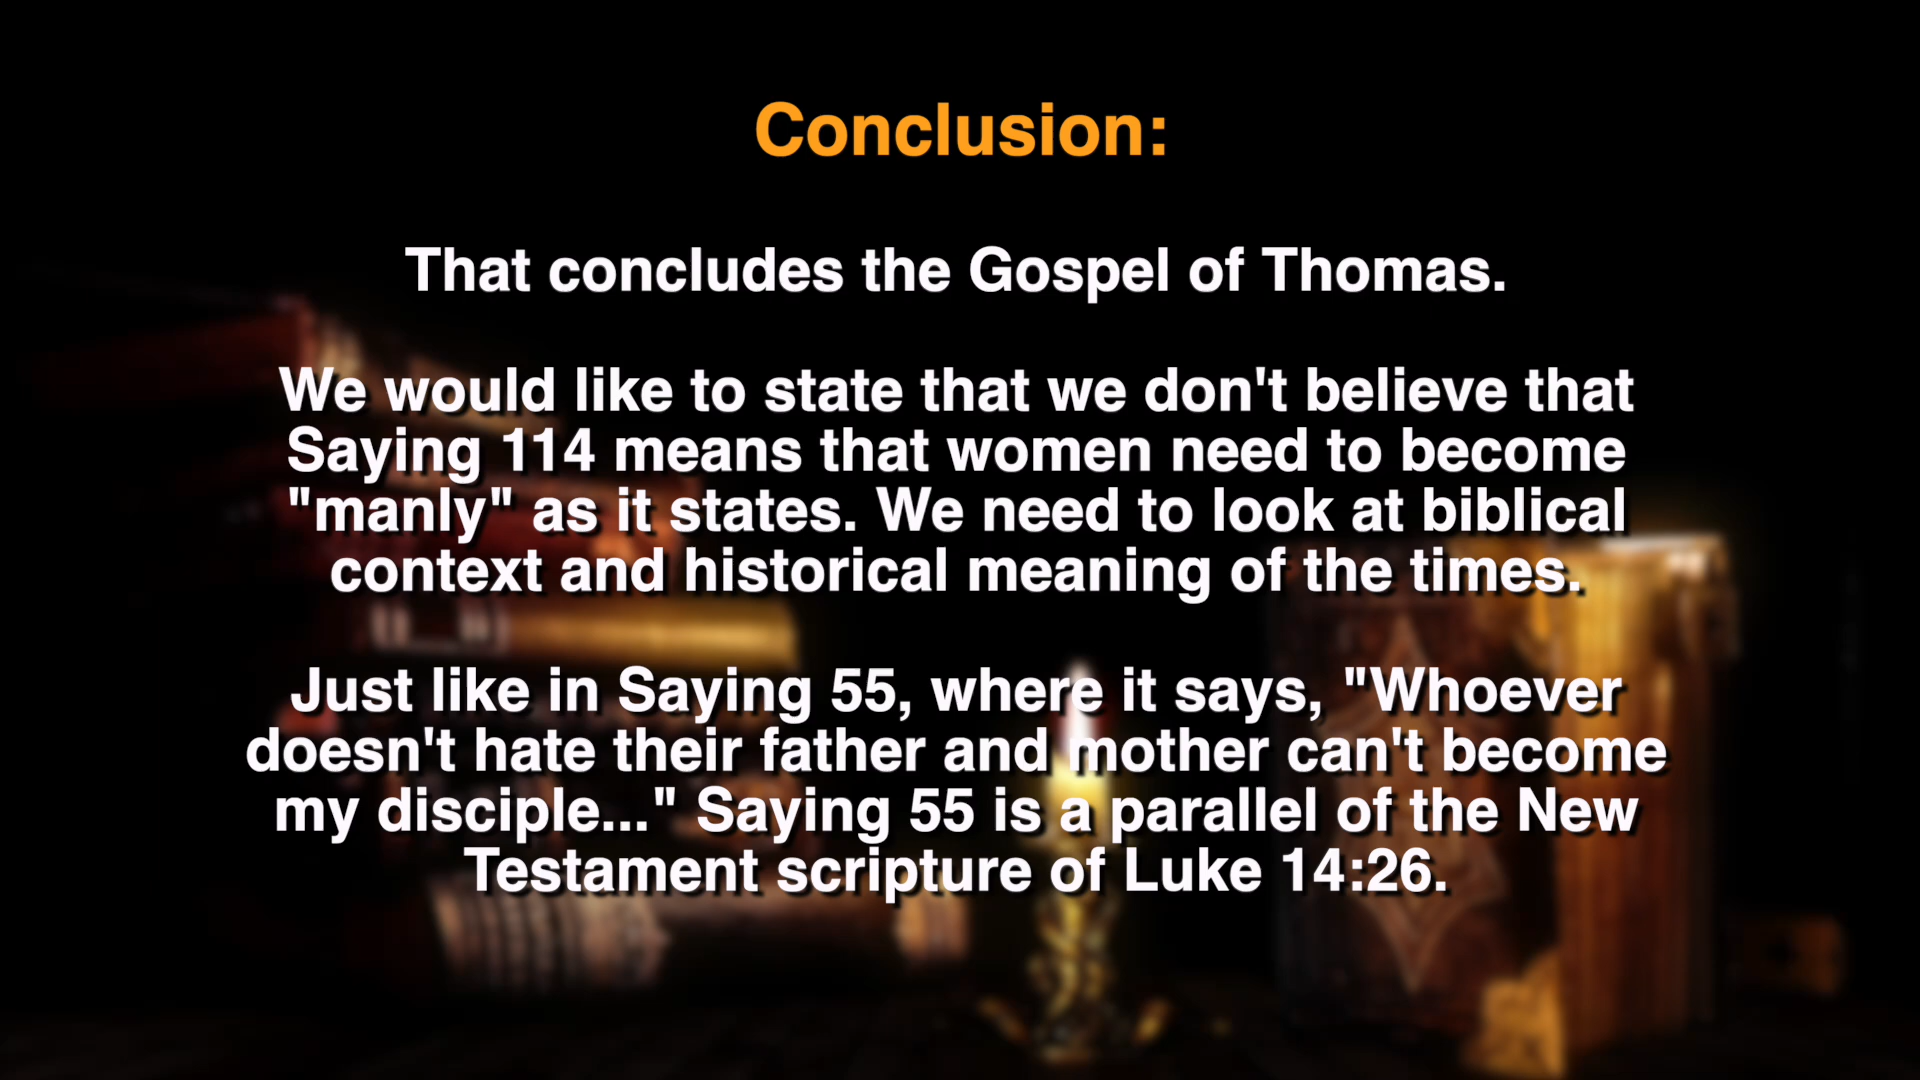 Conclusion:
That concludes the Gospel of Thomas.
We would like to state that we don't believe that
Saying 114 means that women need to become
"manly" as it states. We need to look at biblical
context and historical meaning of the times.
Just like in Saying 55, where it says, "Whoever
doesn't hate their father and mother can't become
my disciple..." Saying 55 is a parallel of the New
Testament scripture of Luke 14:26.